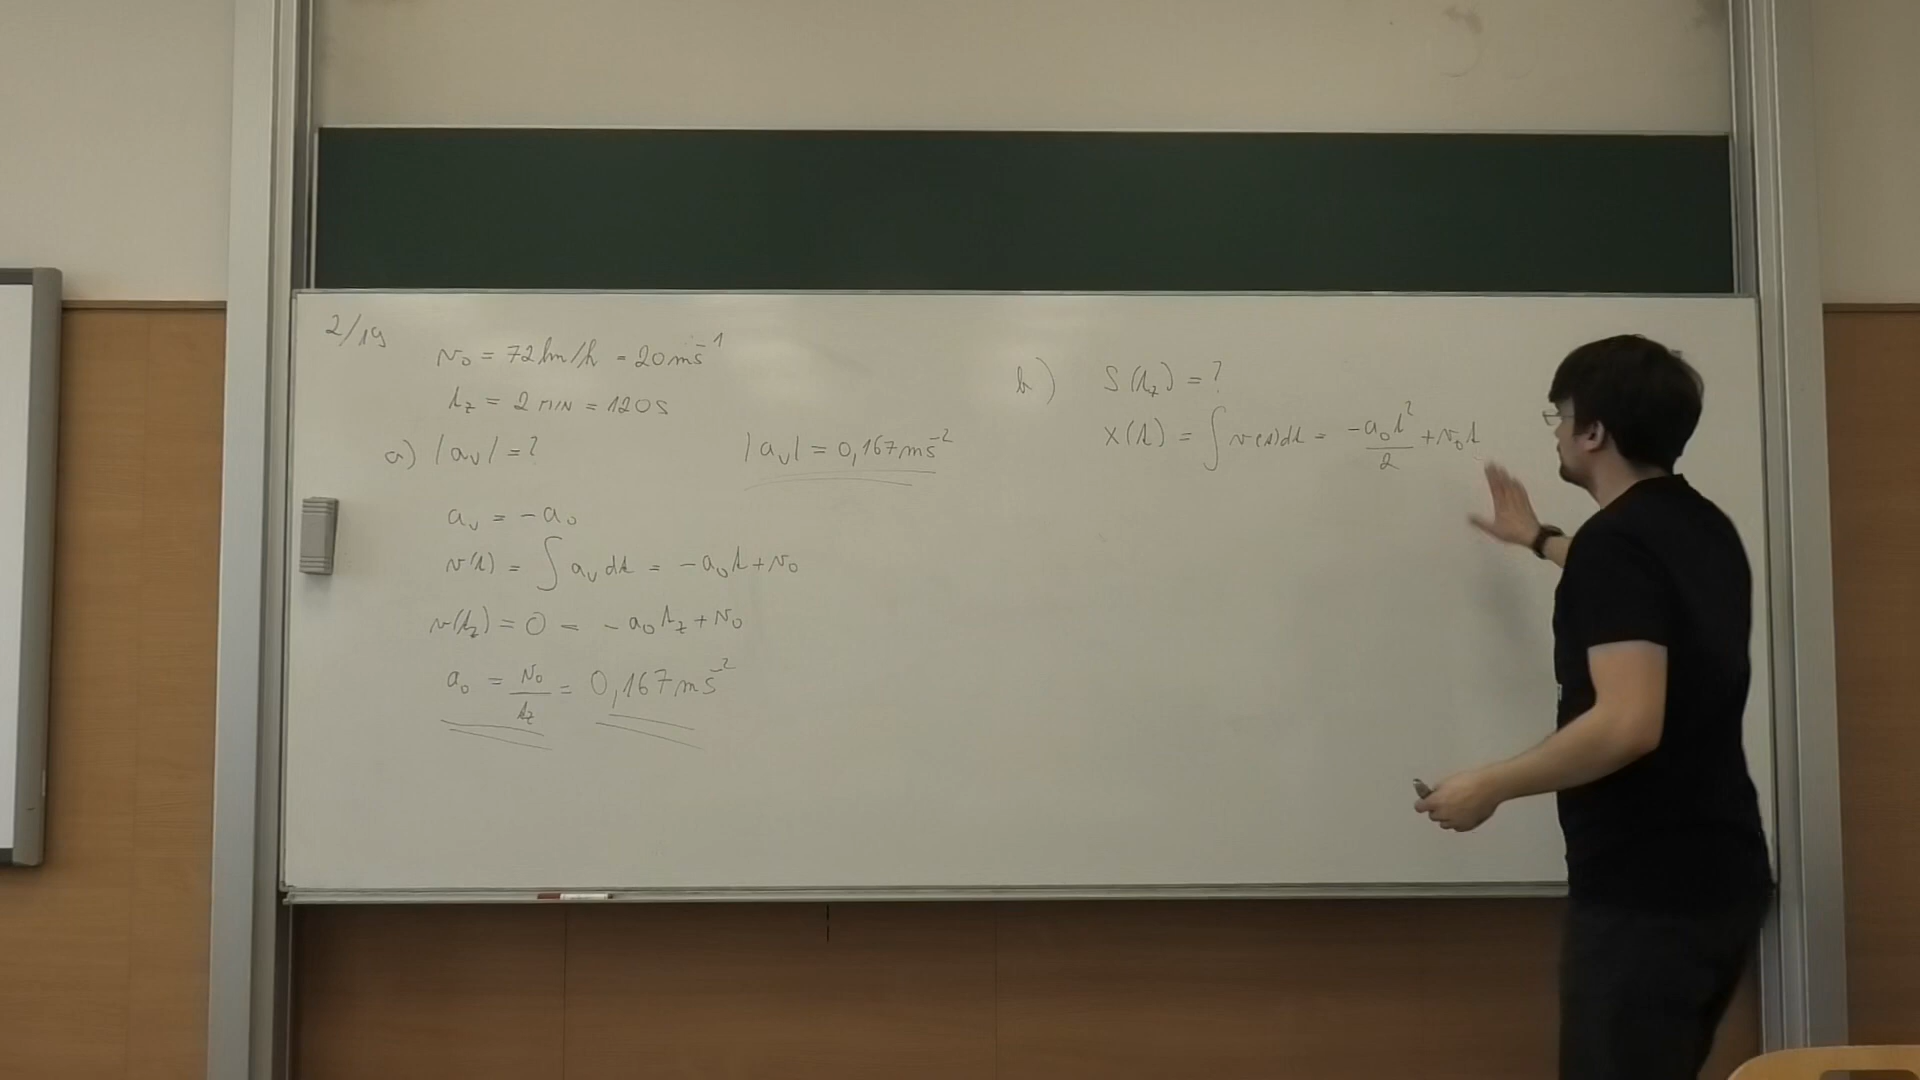 2/19
v₀ = 72 km/h = 20 ms⁻¹
t_z = 2 MIN = 120 s
a) |a_v| = ?
|a_v| = 0,167 ms⁻²
a_v = -a₀
v(t) = ∫ a_v dt = -a₀t + v₀
v(t_z) = 0 = -a₀t_z + v₀
a₀ = v₀/t_z = 0,167 ms⁻²
b) s(t_z) = ?
x(t) = ∫ v(t)dt = -a₀t²/2 + v₀t